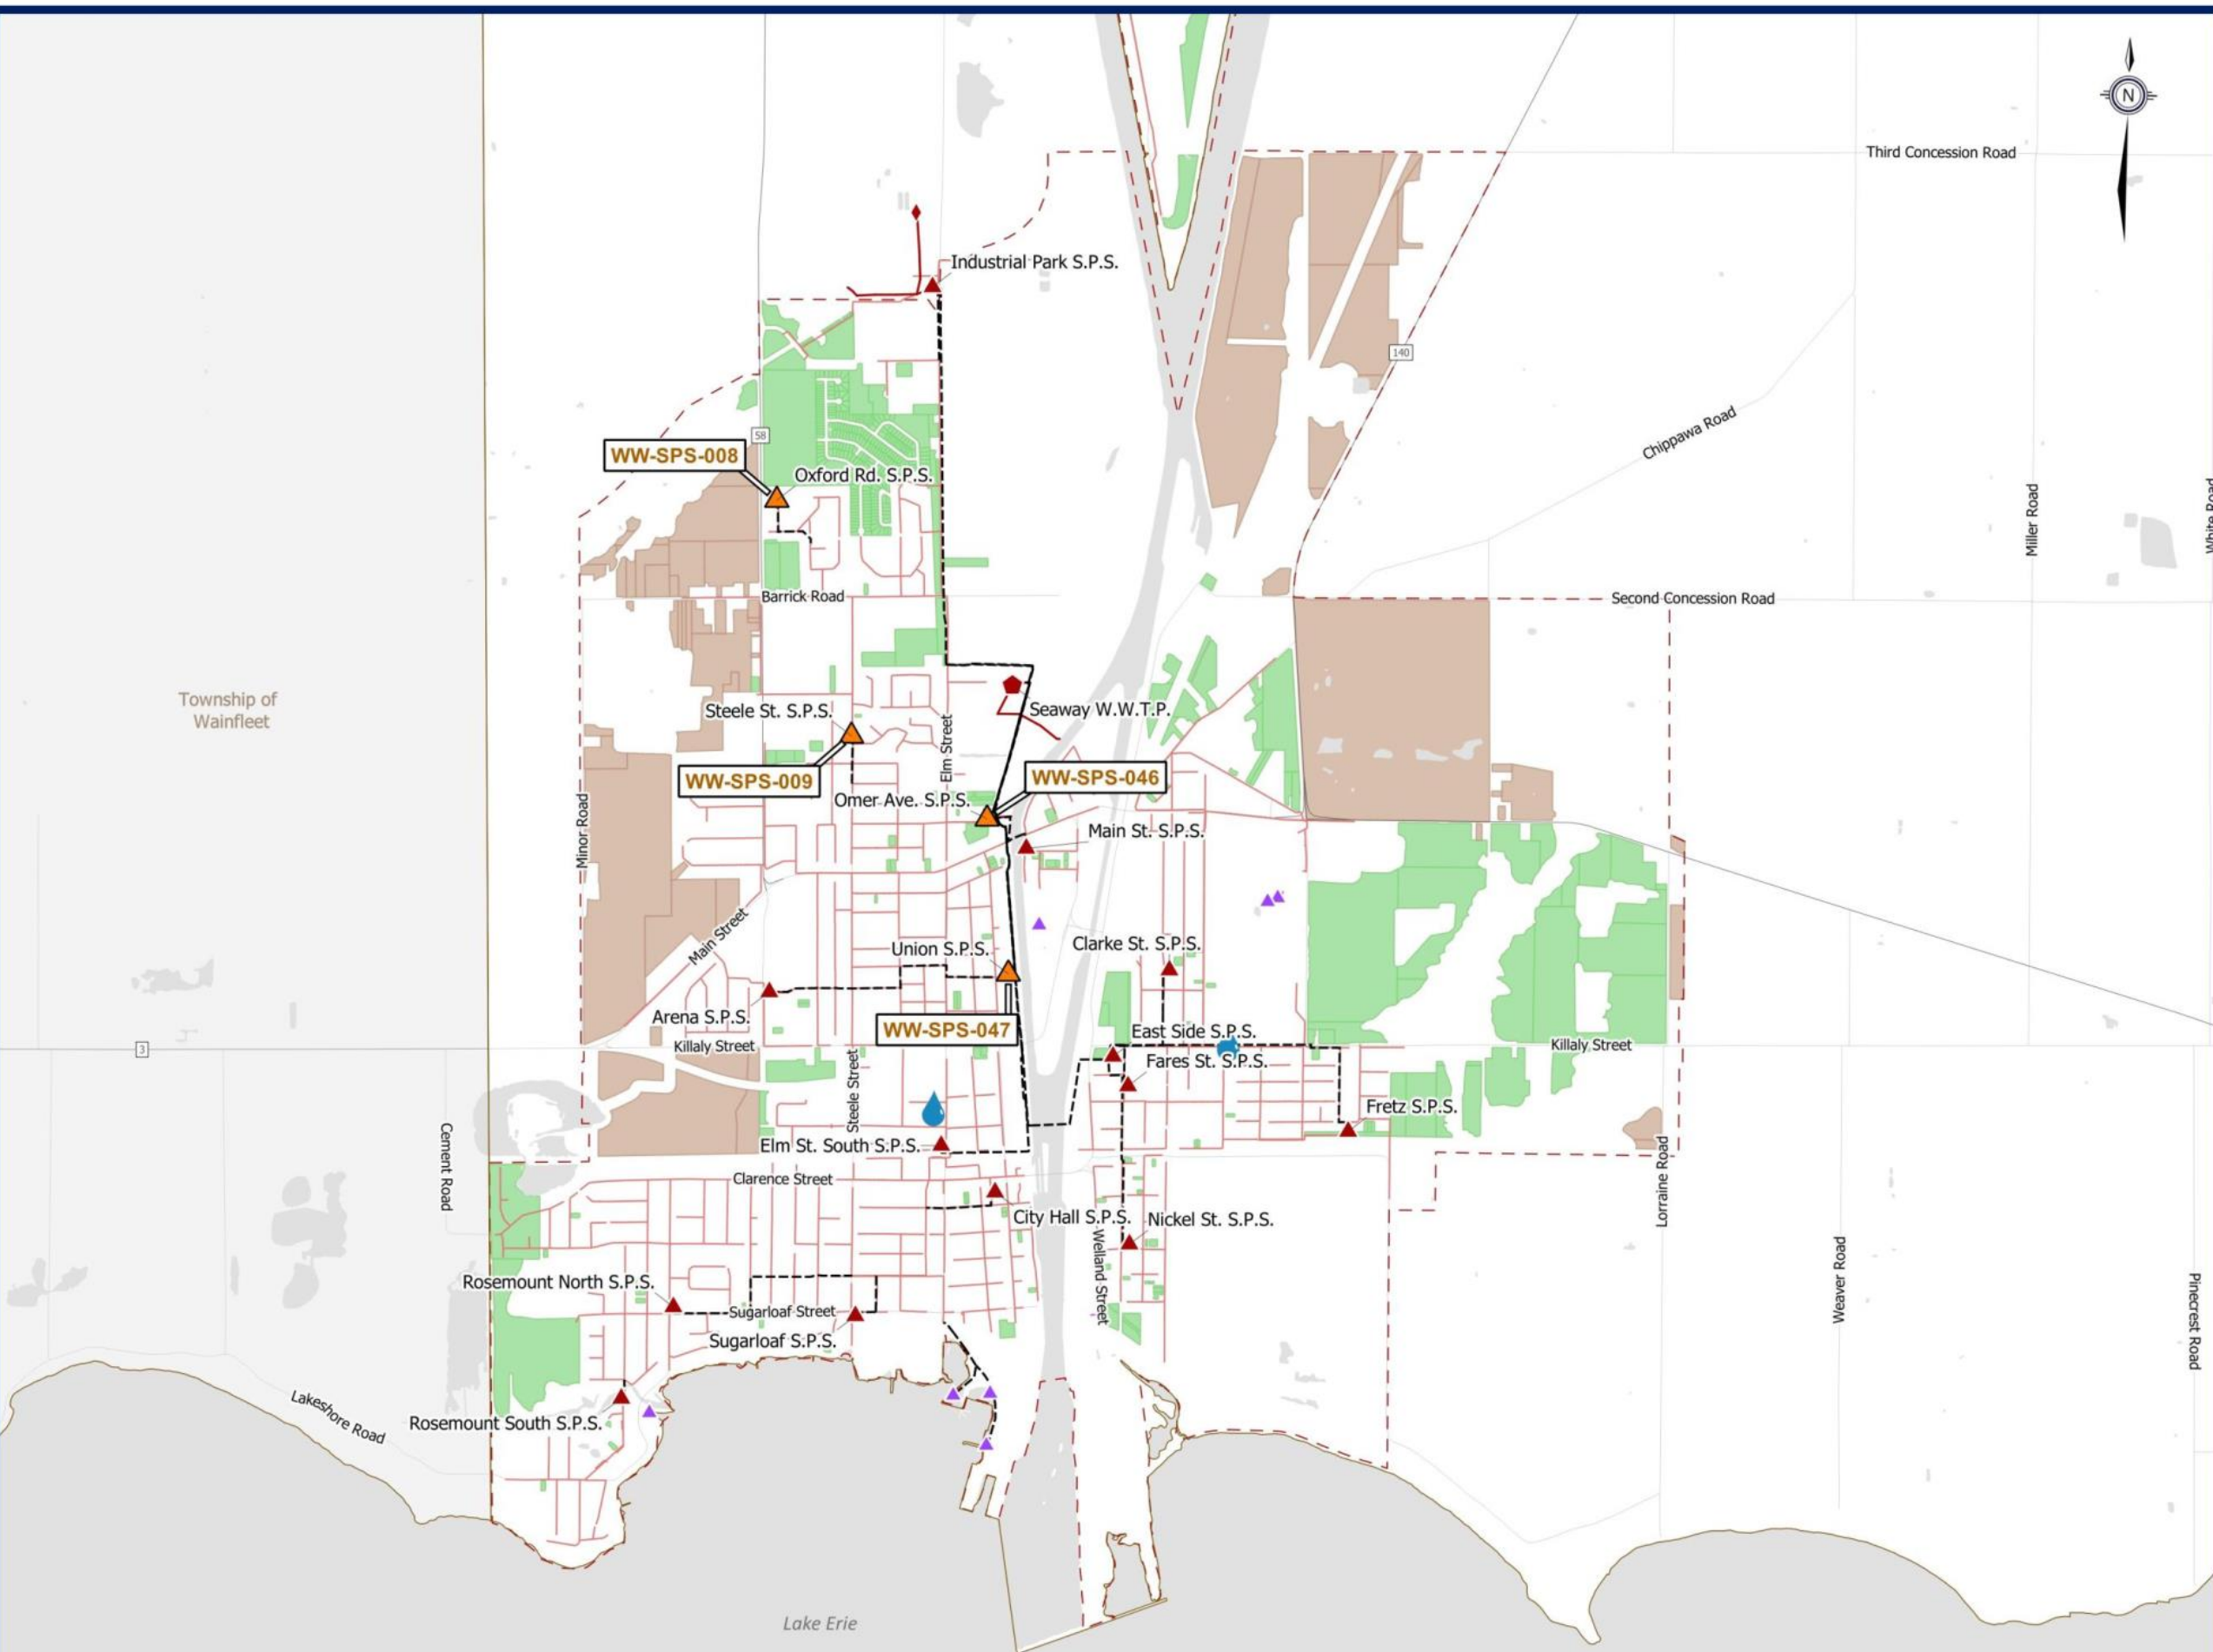 N
Third Concession Road
Industrial Park S.P.S.
140
Chippawa Road
58
WW-SPS-008
Oxford Rd. S.P.S.
Miller Road
White Road
Barrick Road
Second Concession Road
Township of
Wainfleet
Steele St. S.P.S.
Seaway W.W.T.P.
Elm Street
WW-SPS-009
WW-SPS-046
Omer Ave. S.P.S.
Minor Road
Main St. S.P.S.
Main Street
Union S.P.S.
Clarke St. S.P.S.
Arena S.P.S.
WW-SPS-047
East Side S.P.S.
3
Killaly Street
Killaly Street
Fares St. S.P.S.
Steele Street
Fretz S.P.S.
Cement Road
Elm St. South S.P.S.
Lorraine Road
Clarence Street
City Hall S.P.S.
Nickel St. S.P.S.
Welland Street
Weaver Road
Pinecrest Road
Rosemount North S.P.S.
Sugarloaf Street
Sugarloaf S.P.S.
Lakeshore Road
Rosemount South S.P.S.
Lake Erie